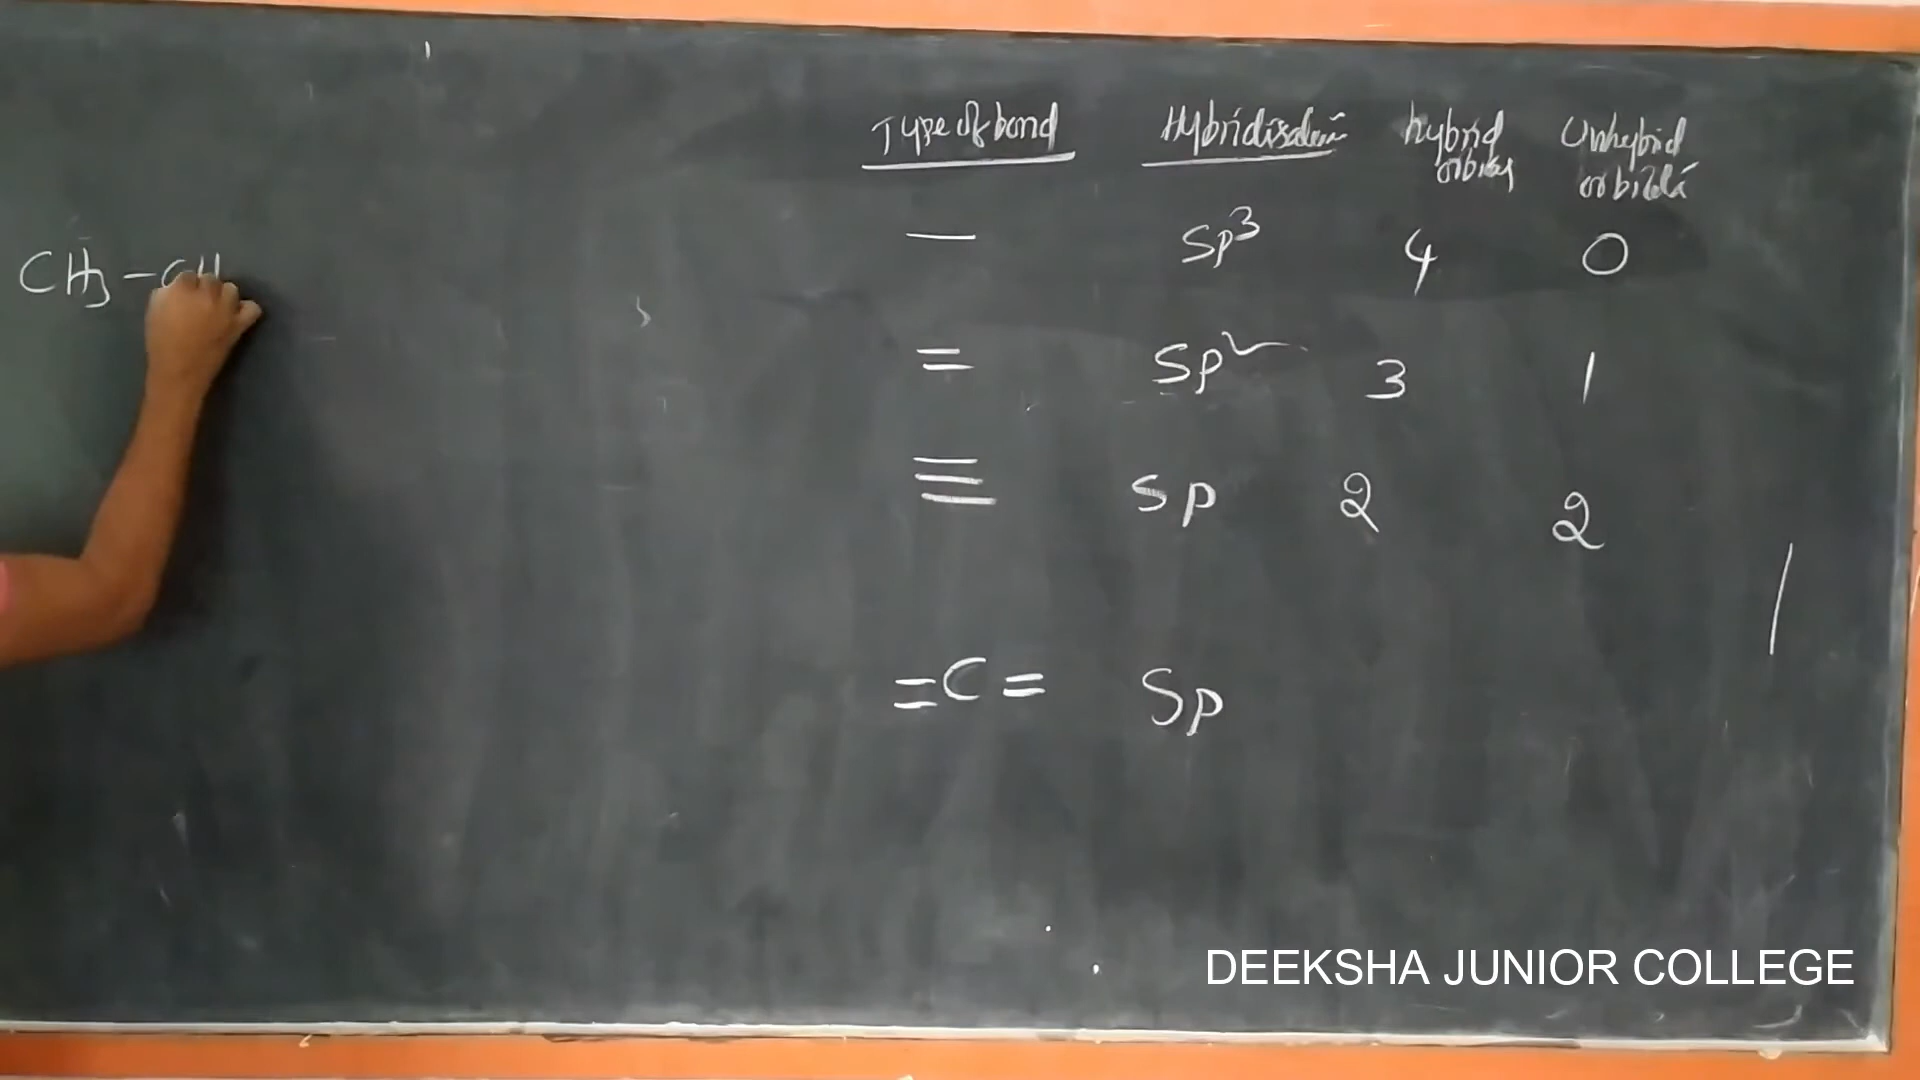 Type of bond Hybridisation hybrid Unhybrid
orbitals orbitals
CH3 - CH
— Sp³ 4 0
= Sp² 3 1
≡ Sp 2 2
=C= Sp
DEEKSHA JUNIOR COLLEGE